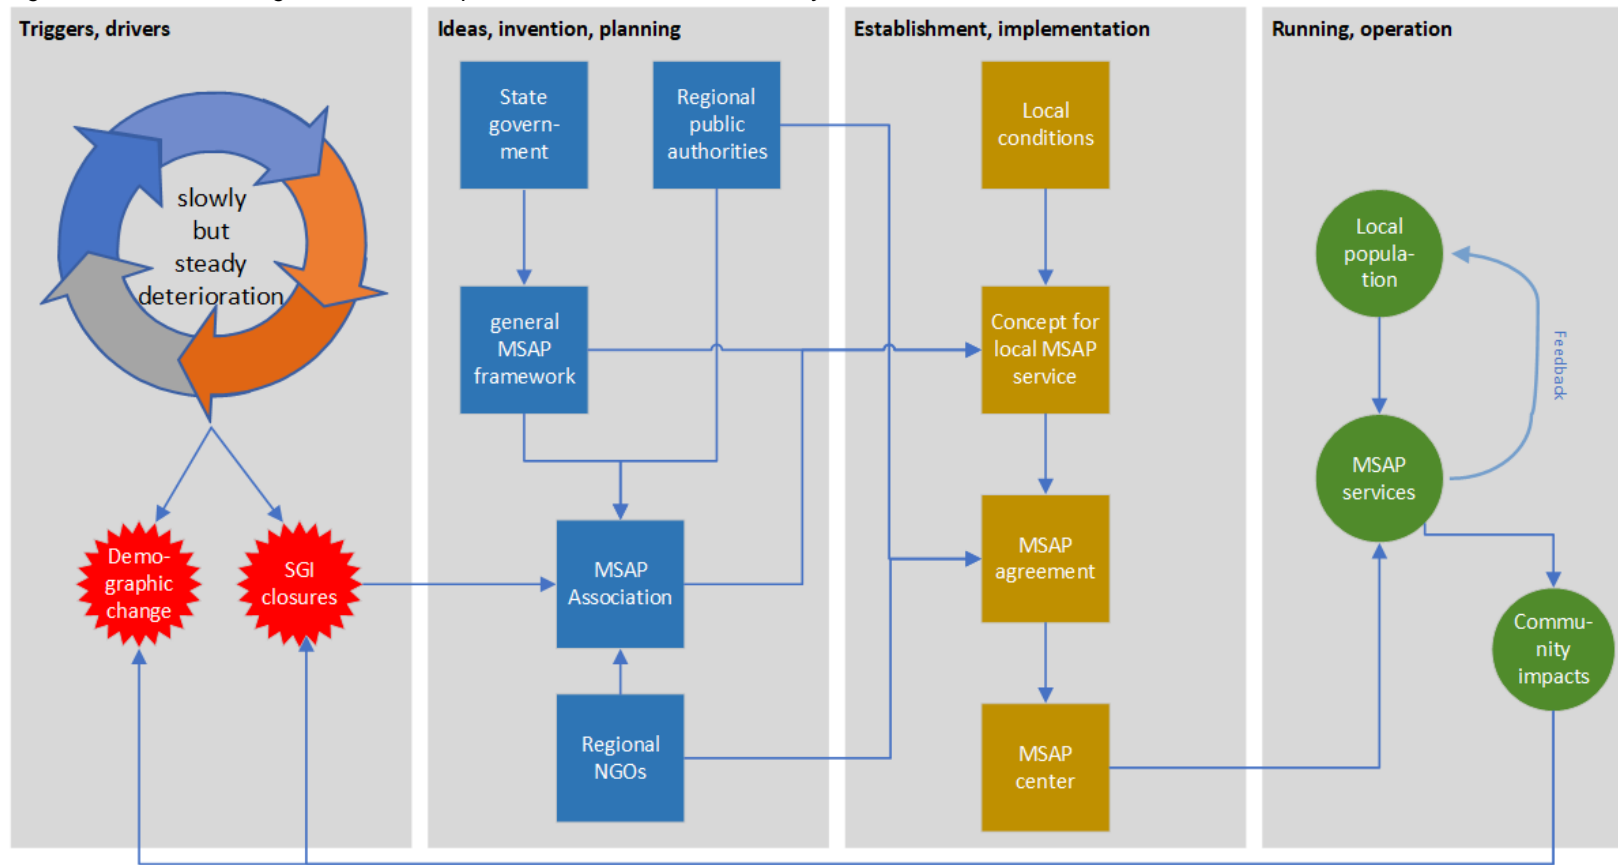 Triggers, drivers
slowly
but
steady
deterioration
Demo-
graphic
change
SGI
closures
Ideas, invention, planning
State
govern-
ment
Regional
public
authorities
general
MSAP
framework
MSAP
Association
Regional
NGOs
Establishment, implementation
Local
conditions
Concept for
local MSAP
service
MSAP
agreement
MSAP
center
Running, operation
Local
popula-
tion
Feedback
MSAP
services
Commu-
nity
impacts